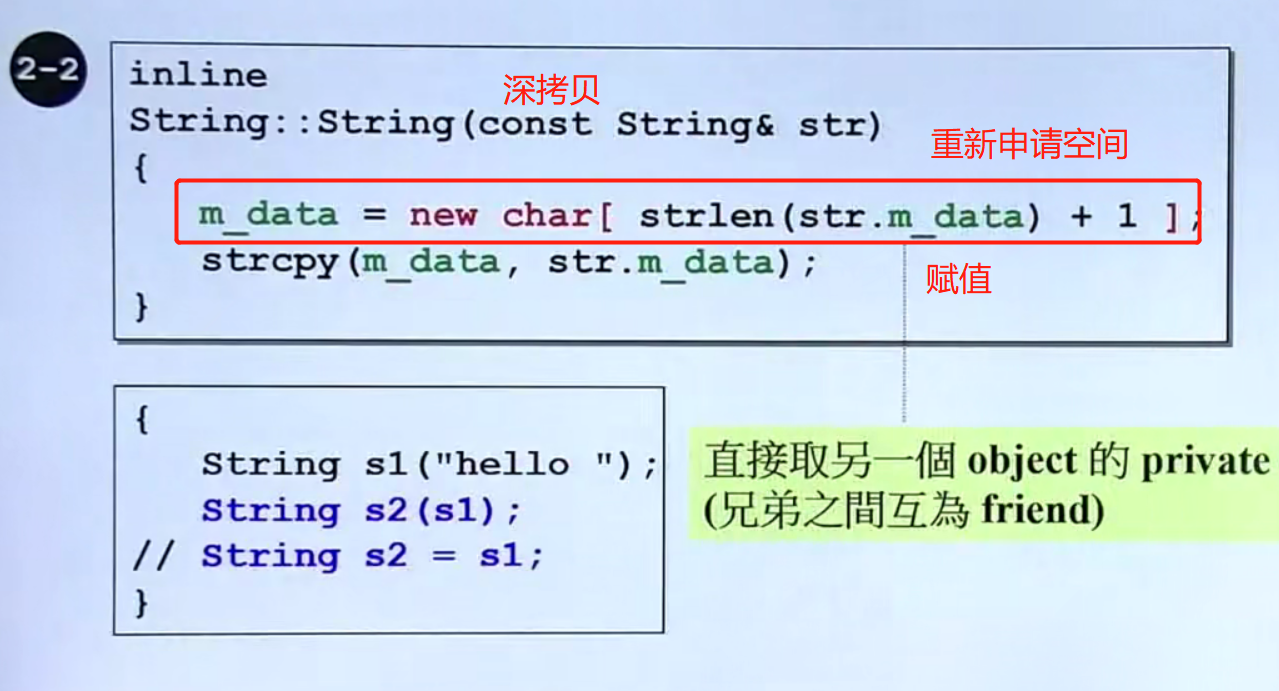 2-2
inline
深拷贝
String::String(const String& str)
重新申请空间
{
m_data = new char[ strlen(str.m_data) + 1 ];
strcpy(m_data, str.m_data);
赋值
}
{
String s1("hello ");
String s2(s1);
// String s2 = s1;
}
直接取另一個 object 的 private
(兄弟之間互為 friend)